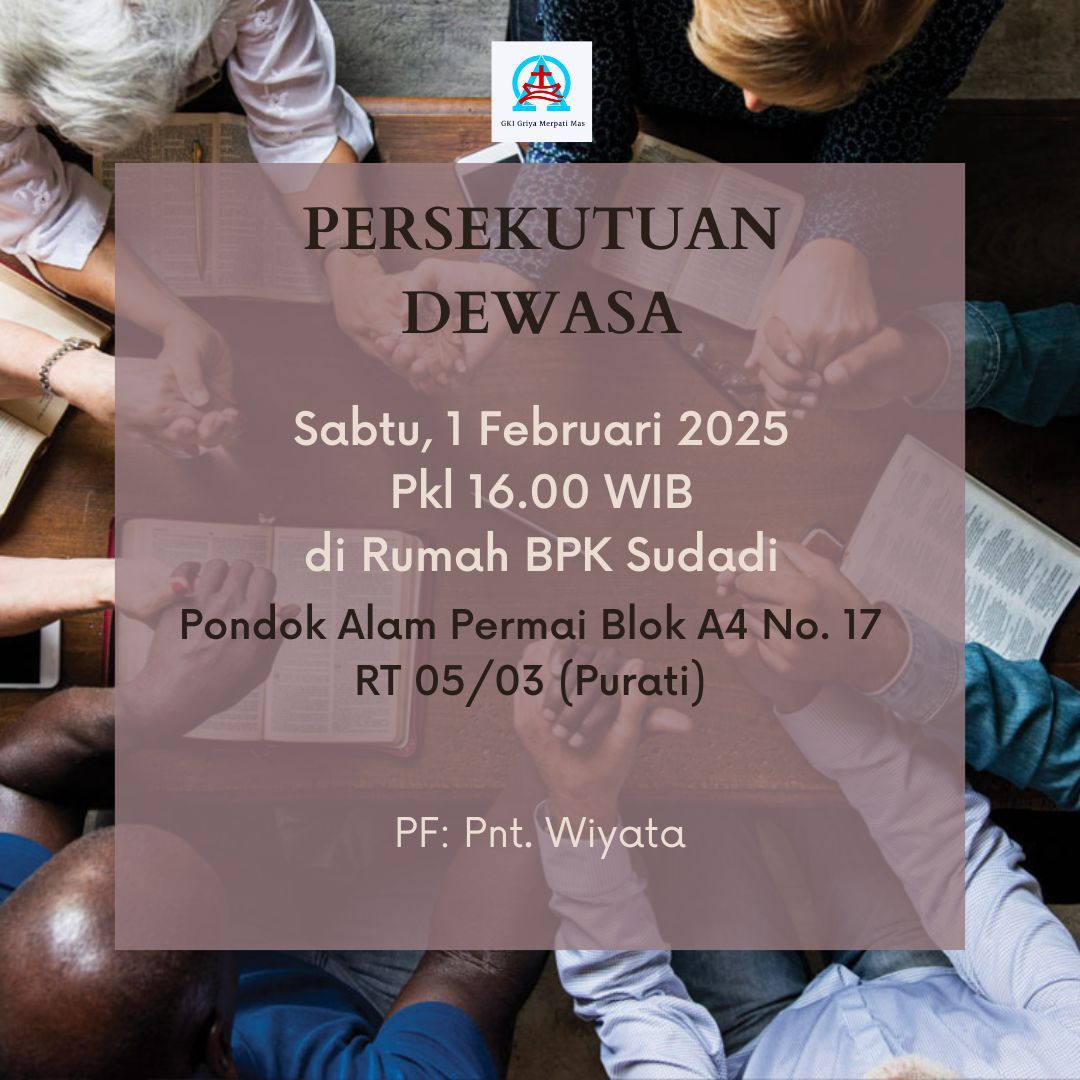 GKI Griya Merpati Mas
PERSEKUTUAN
DEWASA
Sabtu, 1 Februari 2025
Pkl 16.00 WIB
di Rumah BPK Sudadi
Pondok Alam Permai Blok A4 No. 17
RT 05/03 (Purati)
PF: Pnt. Wiyata